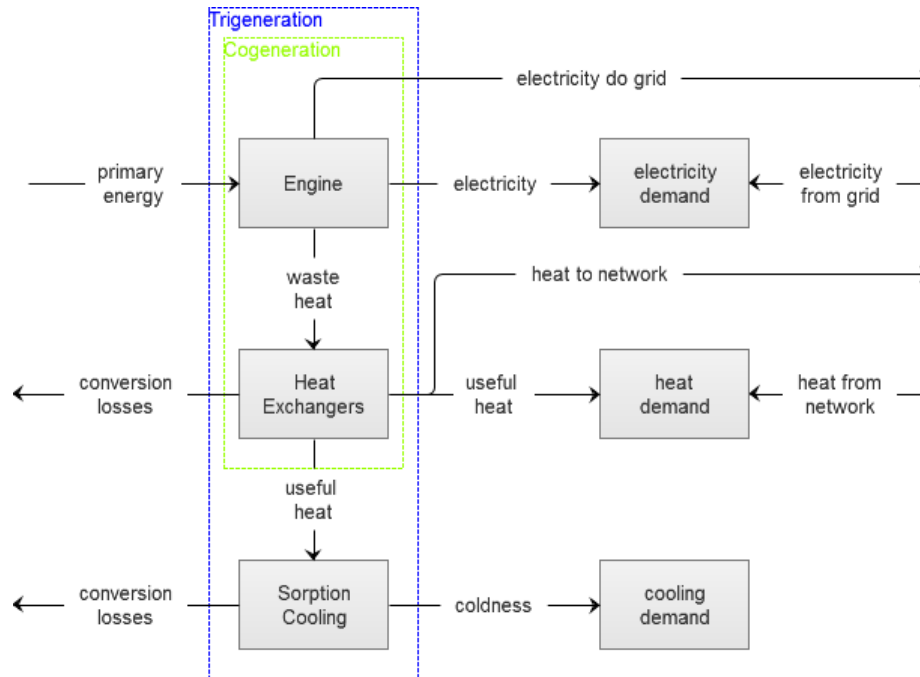 Trigeneration
Cogeneration
electricity do grid
primary
energy
Engine
electricity
electricity
demand
electricity
from grid
waste
heat
heat to network
conversion
losses
Heat
Exchangers
useful
heat
heat
demand
heat from
network
useful
heat
conversion
losses
Sorption
Cooling
coldness
cooling
demand